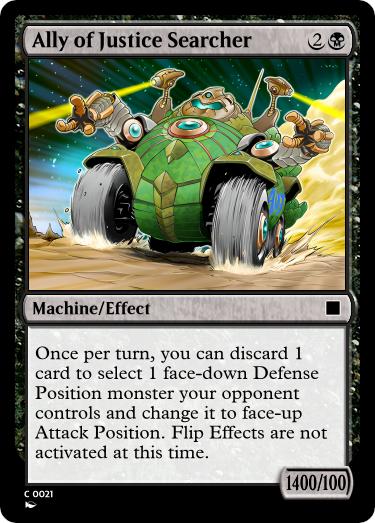 Ally of Justice Searcher 2
Machine/Effect
Once per turn, you can discard 1
card to select 1 face-down Defense
Position monster your opponent
controls and change it to face-up
Attack Position. Flip Effects are not
activated at this time.
1400/100
C 0021